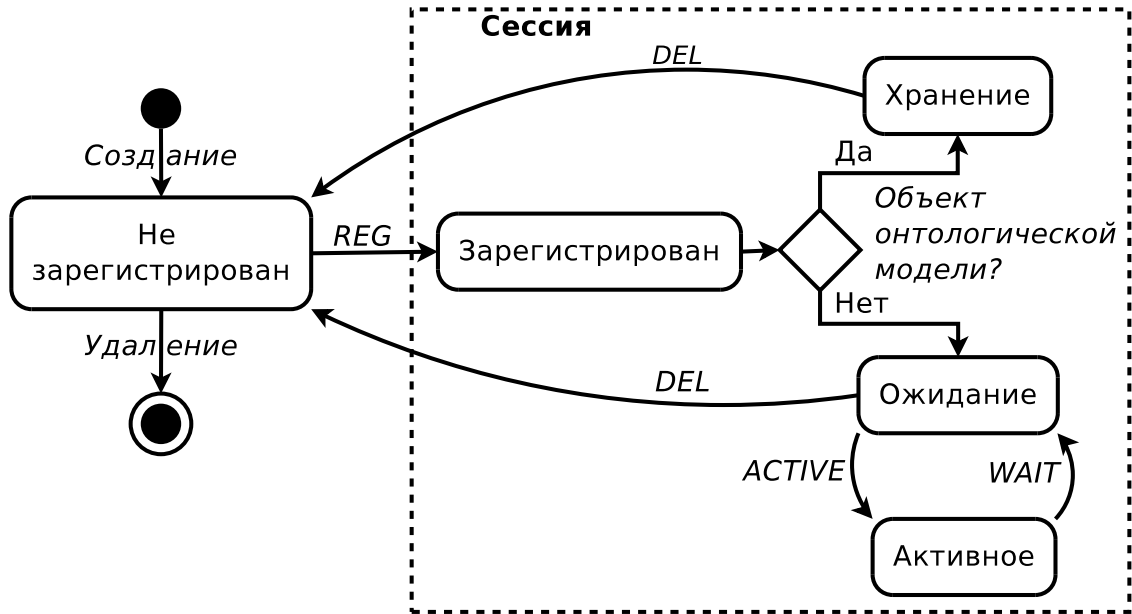 Сессия
DEL
Хранение
Создание
Да
Объект
онтологической
модели?
Не
зарегистрирован
REG
Зарегистрирован
Нет
Удаление
DEL
Ожидание
ACTIVE
WAIT
Активное